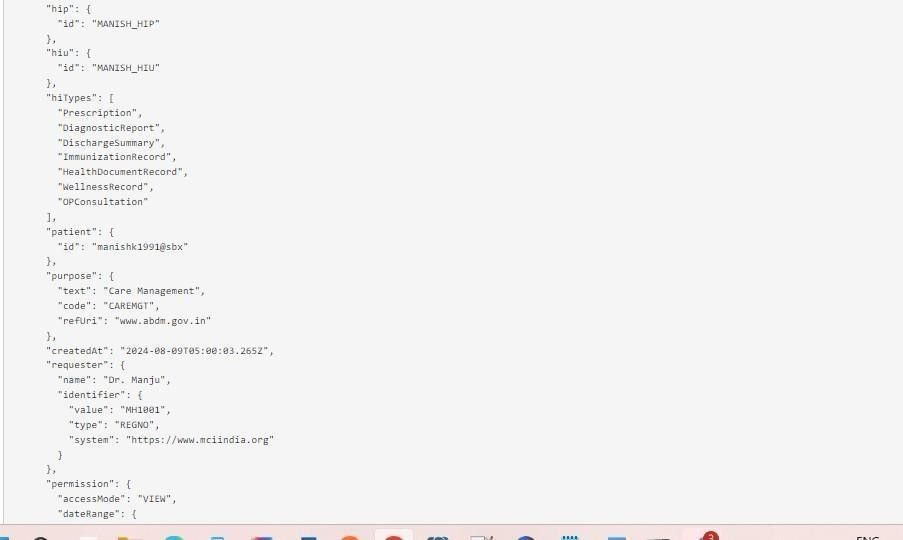 "hip": {
"id": "MANISH_HIP"
},
"hiu": {
"id": "MANISH_HIU"
},
"hiTypes": [
"Prescription",
"DiagnosticReport",
"DischargeSummary",
"ImmunizationRecord",
"HealthDocumentRecord",
"WellnessRecord",
"OPConsultation"
],
"patient": {
"id": "manishk1991@sbx"
},
"purpose": {
"text": "Care Management",
"code": "CAREMGT",
"refUri": "www.abdm.gov.in"
},
"createdAt": "2024-08-09T05:00:03.265Z",
"requester": {
"name": "Dr. Manju",
"identifier": {
"value": "MH1001",
"type": "REGNO",
"system": "https://www.mciindia.org"
}
},
"permission": {
"accessMode": "VIEW",
"dateRange": {
3
ENG